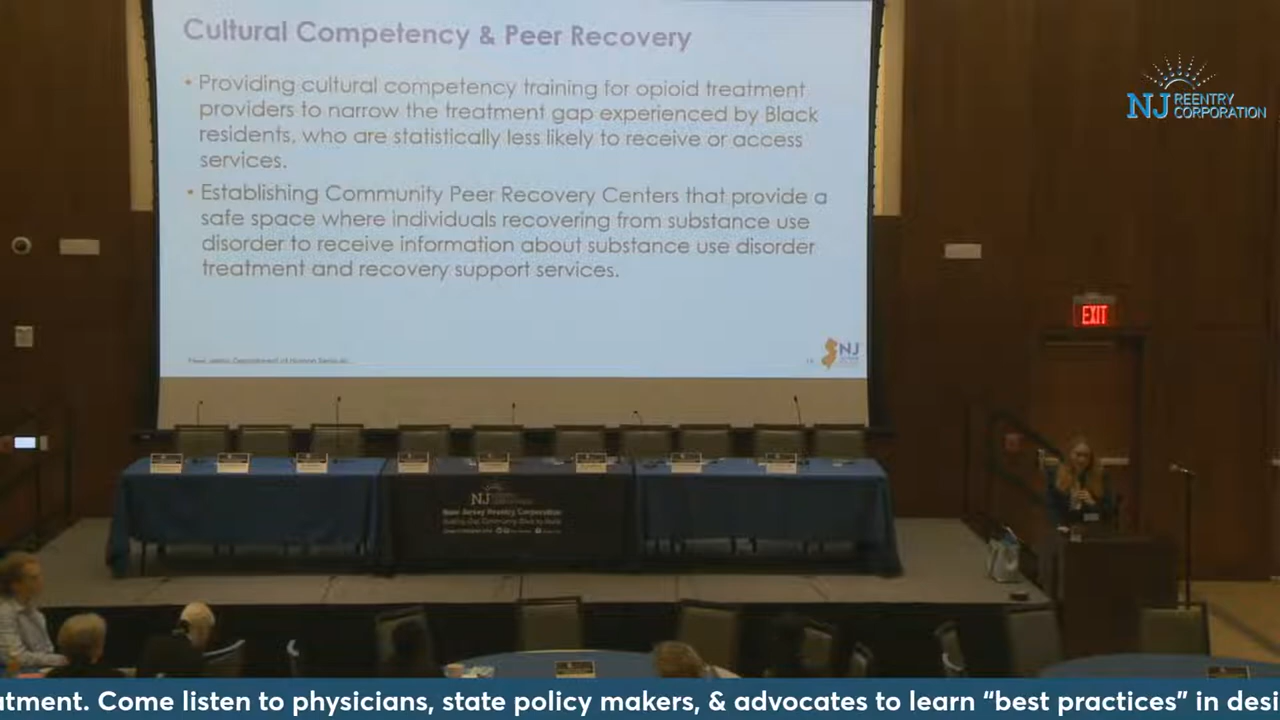 Cultural Competency & Peer Recovery
• Providing cultural competency training for opioid treatment
providers to narrow the treatment gap experienced by Black
residents, who are statistically less likely to receive or access
services.
• Establishing Community Peer Recovery Centers that provide a
safe space where individuals recovering from substance use
disorder to receive information about substance use disorder
treatment and recovery support services.
NJ
NJ REENTRY
CORPORATION
EXIT
NJ REENTRY
CORPORATION
New Jersey Reentry Corporation
atment. Come listen to physicians, state policy makers, & advocates to learn “best practices” in desi